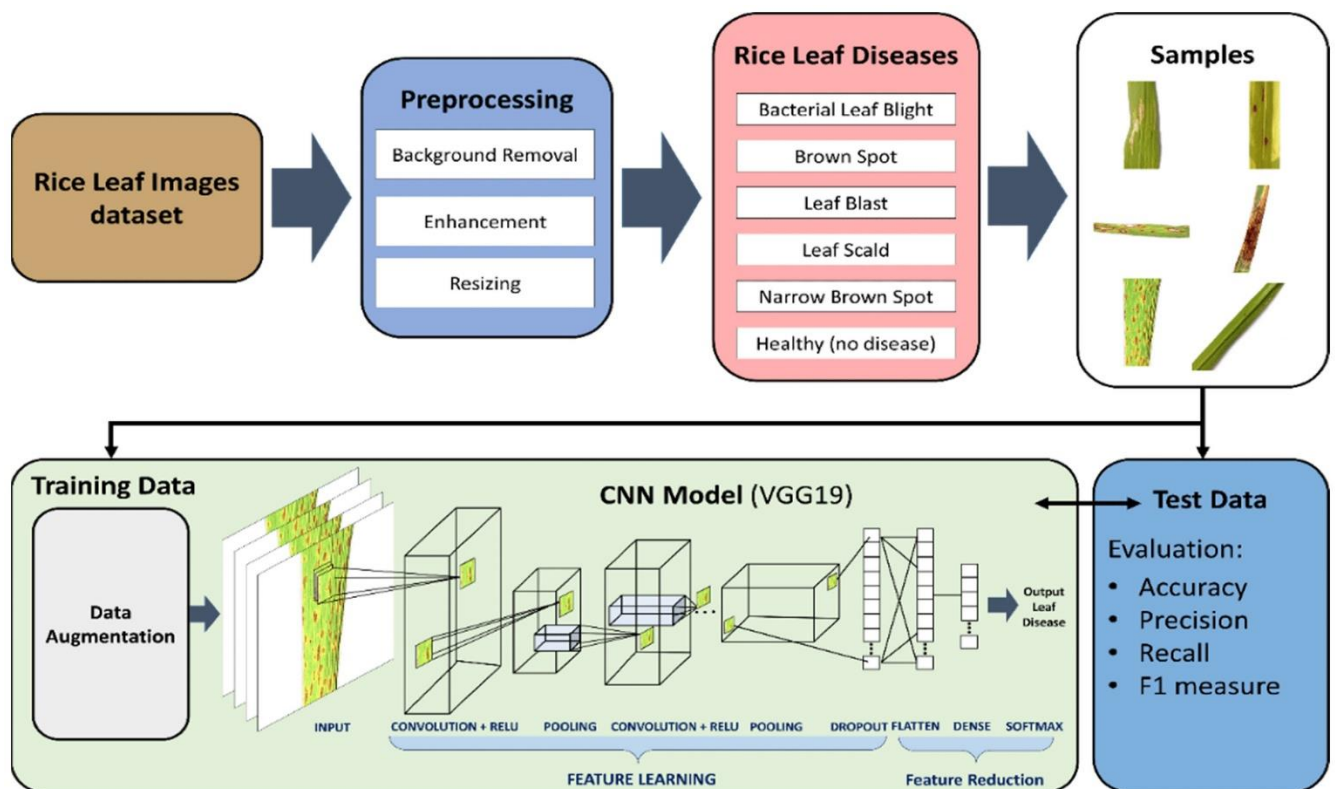 Rice Leaf Images
dataset
Preprocessing
Background Removal
Enhancement
Resizing
Rice Leaf Diseases
Bacterial Leaf Blight
Brown Spot
Leaf Blast
Leaf Scald
Narrow Brown Spot
Healthy (no disease)
Samples
Training Data
Data
Augmentation
CNN Model (VGG19)
Output
Leaf
Disease
INPUT
CONVOLUTION + RELU
POOLING
CONVOLUTION + RELU
POOLING
DROPOUT
FLATTEN
DENSE
SOFTMAX
FEATURE LEARNING
Feature Reduction
Test Data
Evaluation:
• Accuracy
• Precision
• Recall
• F1 measure